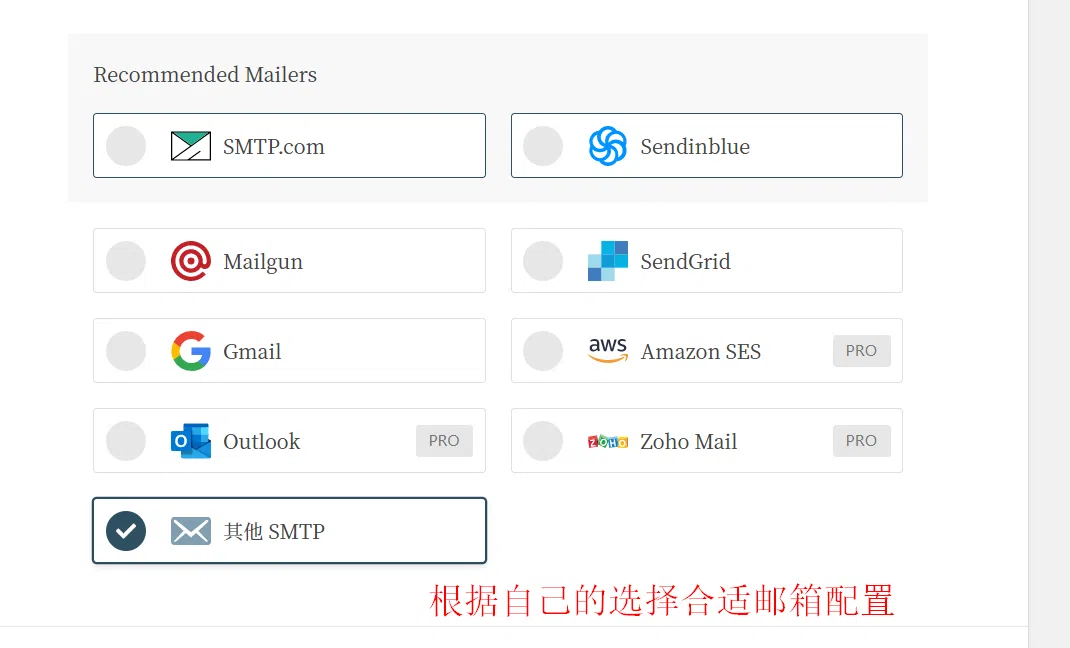 Recommended Mailers
SMTP.com
Sendinblue
Mailgun
SendGrid
Gmail
aws Amazon SES PRO
Outlook PRO
ZOHO Zoho Mail PRO
其他 SMTP
根据自己的选择合适邮箱配置